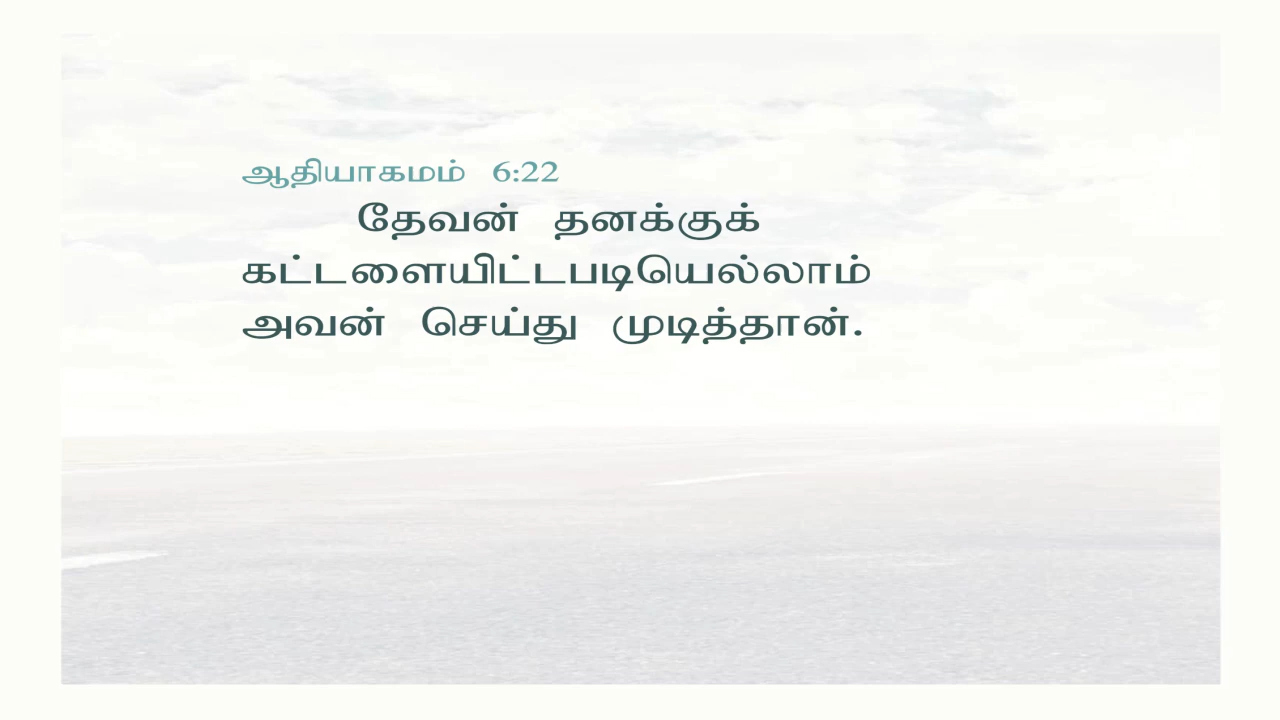 ஆதியாகமம் 6:22
தேவன் தனக்குக்
கட்டளையிட்டபடியெல்லாம்
அவன் செய்து முடித்தான்.